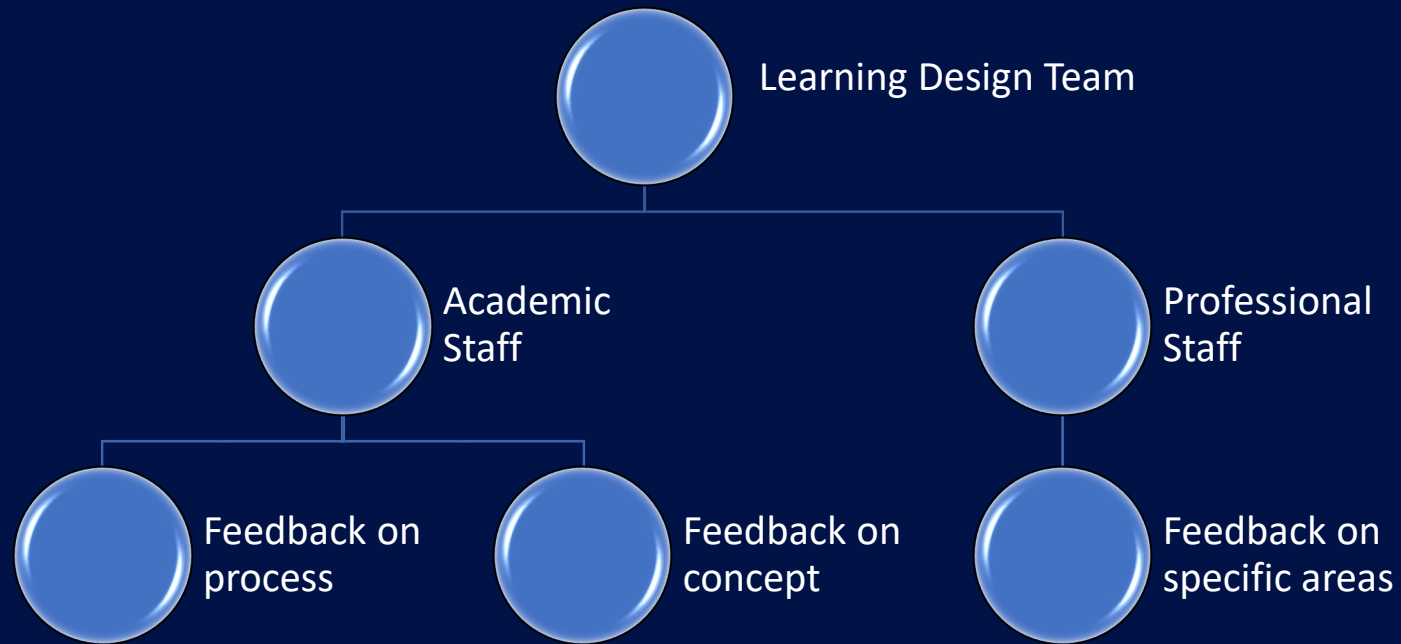 Learning Design Team
Academic
Staff
Professional
Staff
Feedback on
process
Feedback on
concept
Feedback on
specific areas